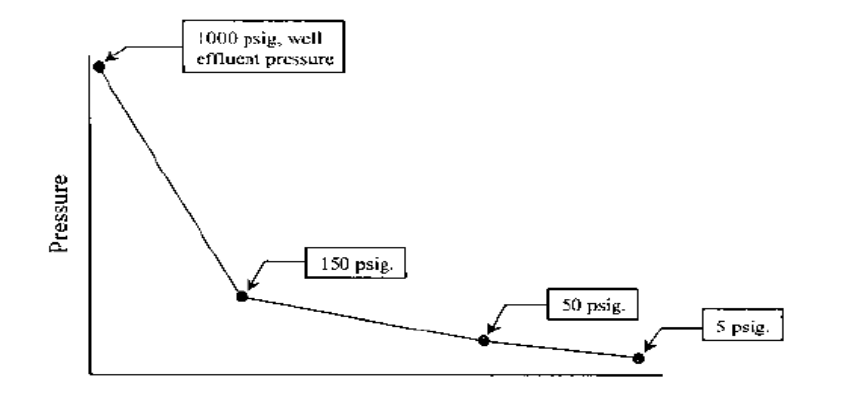 1000 psig, well
effluent pressure
Pressure
150 psig.
50 psig.
5 psig.